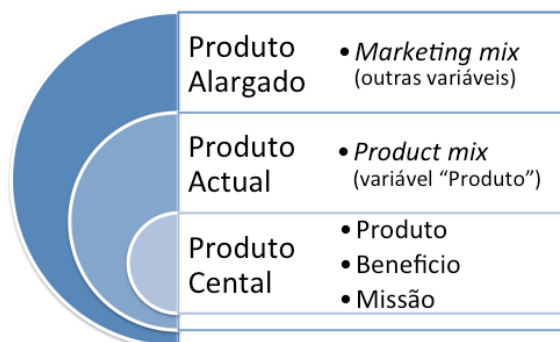 Produto
Alargado
• Marketing mix
(outras variáveis)
Produto
Actual
• Product mix
(variável “Produto”)
Produto
Cental
• Produto
• Beneficio
• Missão